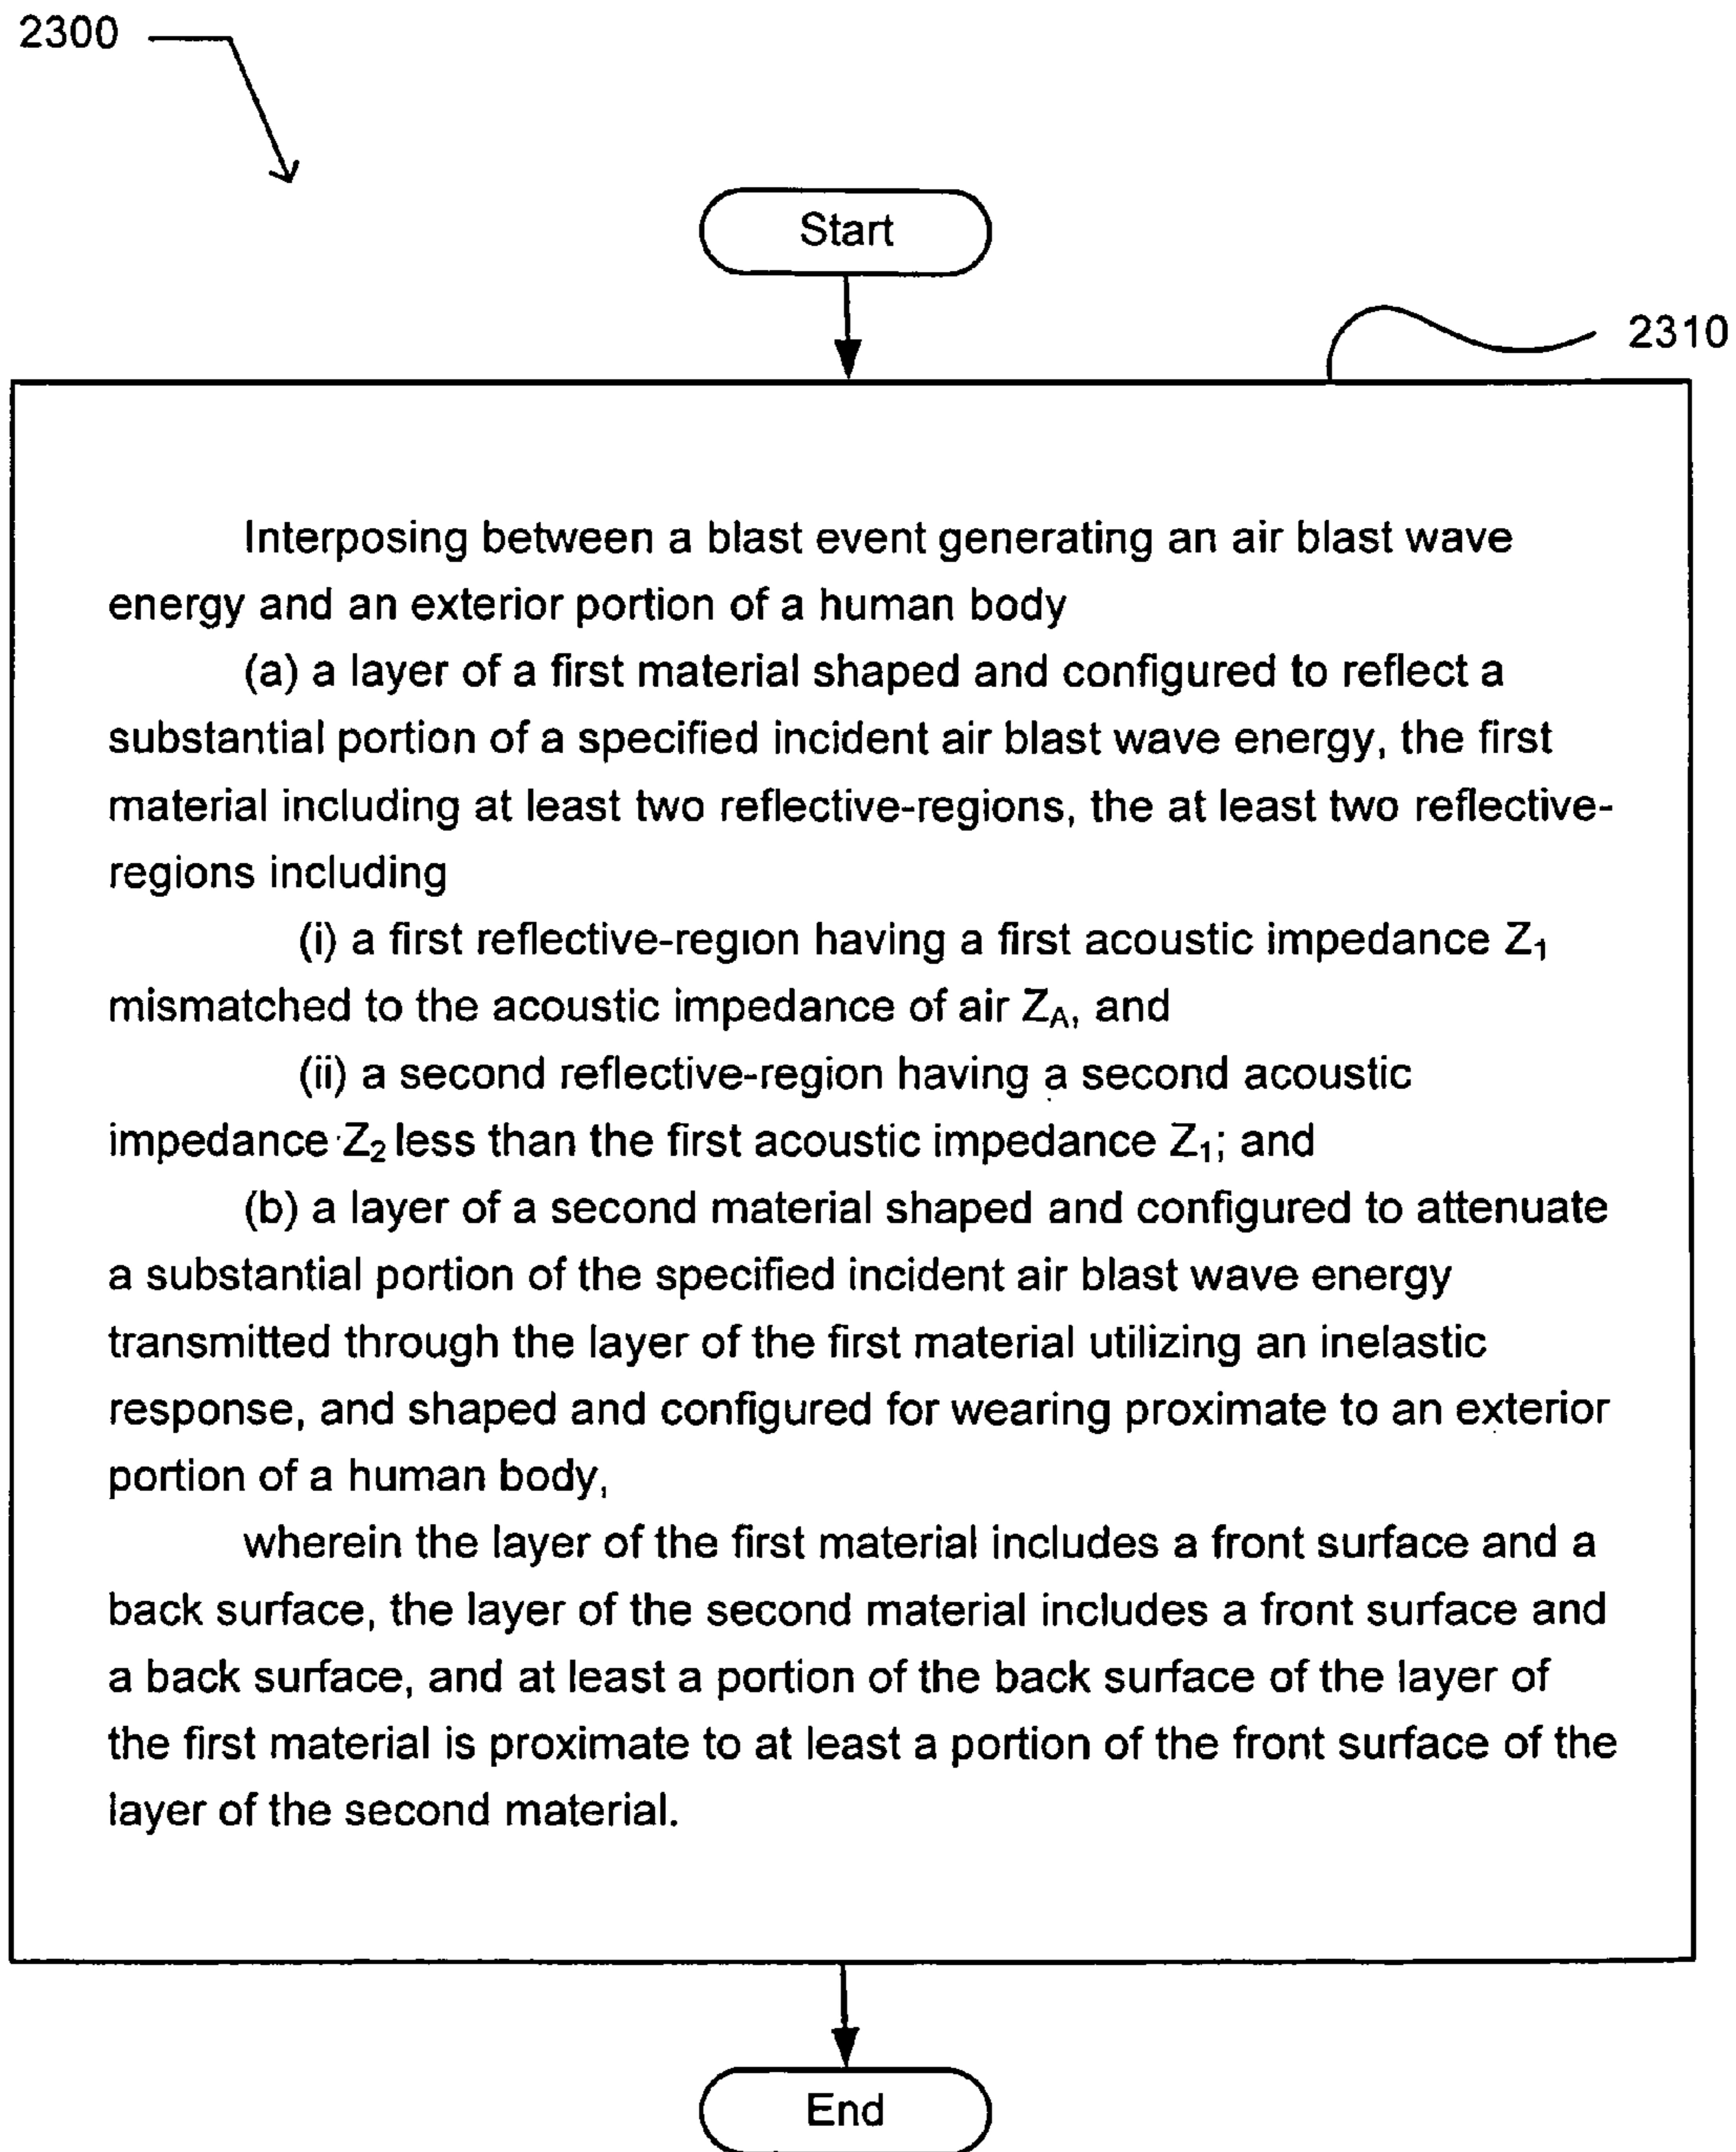 2300
Start
2310
Interposing between a blast event generating an air blast wave
energy and an exterior portion of a human body
(a) a layer of a first material shaped and configured to reflect a
substantial portion of a specified incident air blast wave energy, the first
material including at least two reflective-regions, the at least two reflective-
regions including
(i) a first reflective-region having a first acoustic impedance Z₁
mismatched to the acoustic impedance of air Z_A, and
(ii) a second reflective-region having a second acoustic
impedance Z₂ less than the first acoustic impedance Z₁; and
(b) a layer of a second material shaped and configured to attenuate
a substantial portion of the specified incident air blast wave energy
transmitted through the layer of the first material utilizing an inelastic
response, and shaped and configured for wearing proximate to an exterior
portion of a human body,
wherein the layer of the first material includes a front surface and a
back surface, the layer of the second material includes a front surface and
a back surface, and at least a portion of the back surface of the layer of
the first material is proximate to at least a portion of the front surface of the
layer of the second material.
End